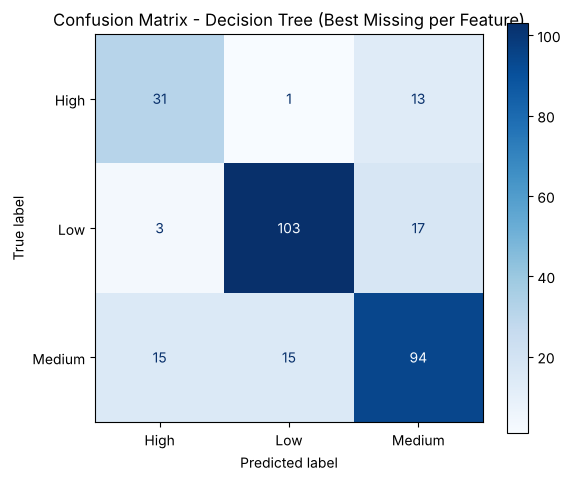 Confusion Matrix - Decision Tree (Best Missing per Feature)
True label
High
31
1
13
Low
3
103
17
Medium
15
15
94
High
Low
Medium
Predicted label
100
80
60
40
20